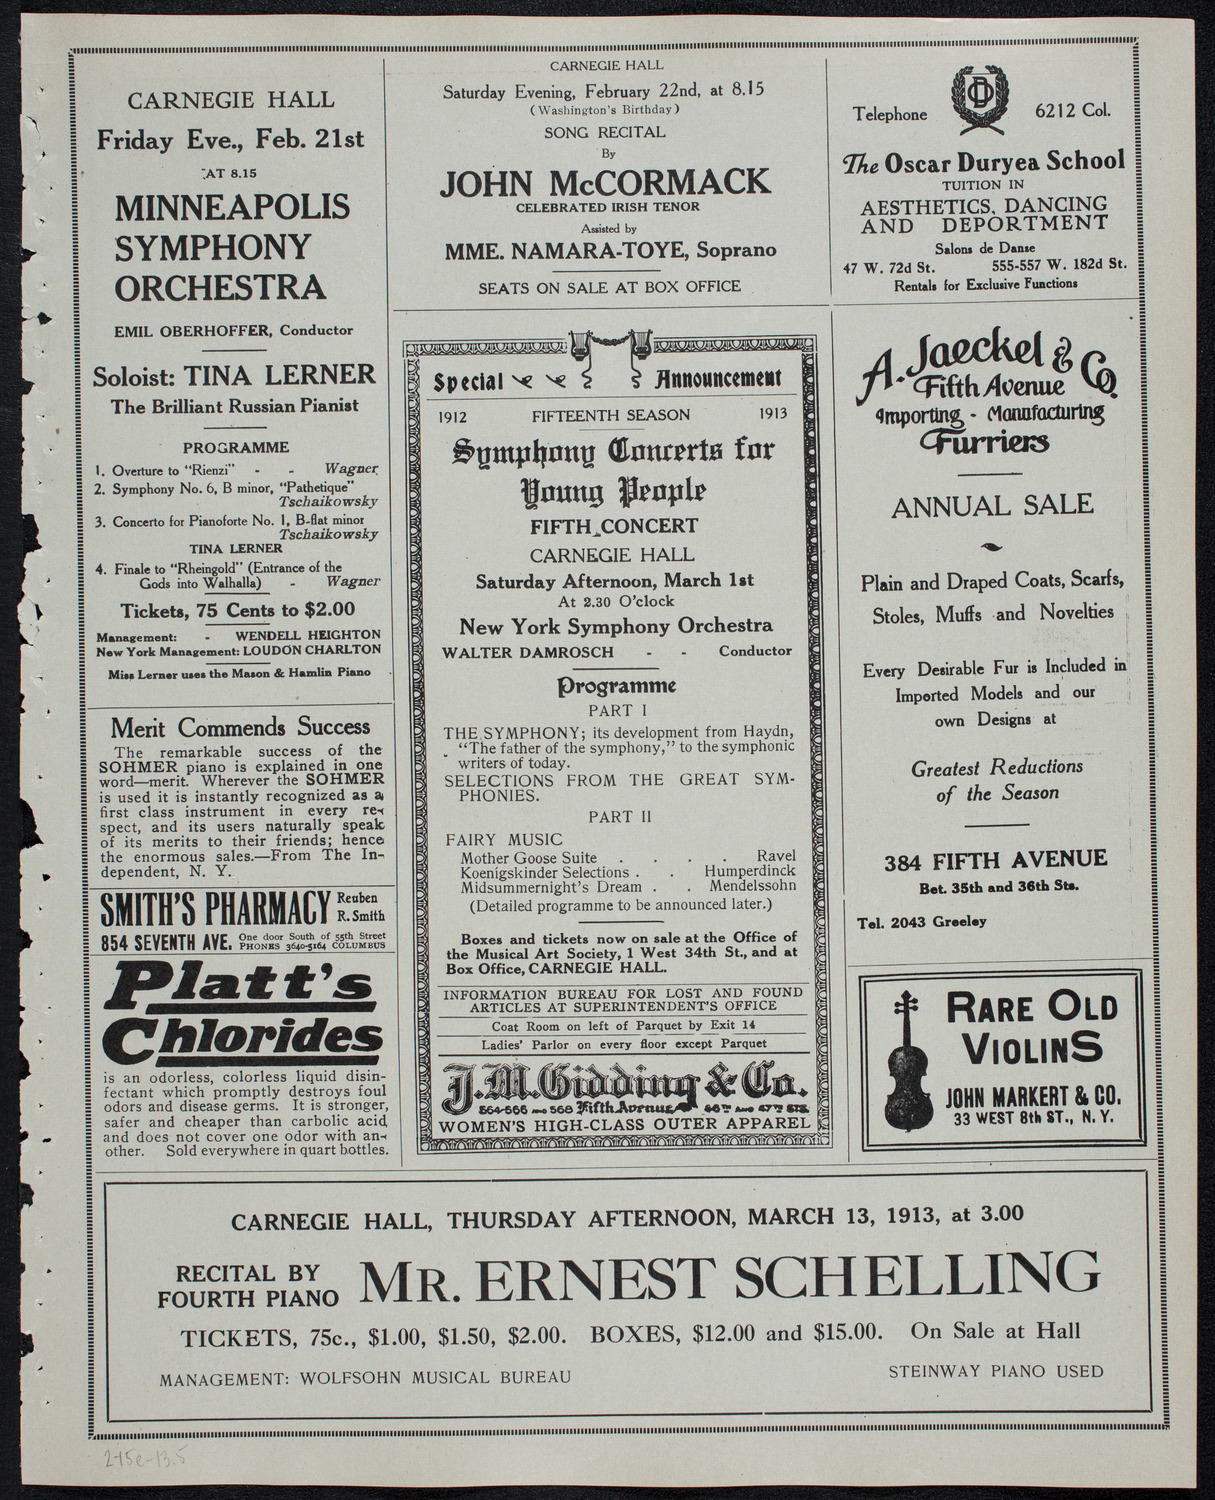 CARNEGIE HALL
Friday Eve., Feb. 21st
AT 8.15
MINNEAPOLIS
SYMPHONY
ORCHESTRA
EMIL OBERHOFFER, Conductor
Soloist: TINA LERNER
The Brilliant Russian Pianist
PROGRAMME
1. Overture to "Rienzi" - - Wagner
2. Symphony No. 6, B minor, "Pathetique"
Tschaikowsky
3. Concerto for Pianoforte No. 1, B-flat minor
Tschaikowsky
TINA LERNER
4. Finale to "Rheingold" (Entrance of the
Gods into Walhalla) - Wagner
Tickets, 75 Cents to $2.00
Management: - WENDELL HEIGHTON
New York Management: LOUDON CHARLTON
Miss Lerner uses the Mason & Hamlin Piano
Merit Commends Success
The remarkable success of the
SOHMER piano is explained in one
word—merit. Wherever the SOHMER
is used it is instantly recognized as a
first class instrument in every re-
spect, and its users naturally speak
of its merits to their friends; hence
the enormous sales.—From The In-
dependent, N. Y.
SMITH'S PHARMACY Reuben
R. Smith
854 SEVENTH AVE. One door South of 55th Street
PHONES 3640-5164 COLUMBUS
Platt's
Chlorides
is an odorless, colorless liquid disin-
fectant which promptly destroys foul
odors and disease germs. It is stronger,
safer and cheaper than carbolic acid
and does not cover one odor with an-
other. Sold everywhere in quart bottles.
CARNEGIE HALL
Saturday Evening, February 22nd, at 8.15
(Washington's Birthday)
SONG RECITAL
By
JOHN McCORMACK
CELEBRATED IRISH TENOR
Assisted by
MME. NAMARA-TOYE, Soprano
SEATS ON SALE AT BOX OFFICE
Special Announcement
1912 FIFTEENTH SEASON 1913
Symphony Concerts for
Young People
FIFTH CONCERT
CARNEGIE HALL
Saturday Afternoon, March 1st
At 2.30 O'clock
New York Symphony Orchestra
WALTER DAMROSCH - - Conductor
Programme
PART I
THE SYMPHONY; its development from Haydn,
"The father of the symphony," to the symphonic
writers of today.
SELECTIONS FROM THE GREAT SYM-
PHONIES.
PART II
FAIRY MUSIC
Mother Goose Suite . . . . Ravel
Koenigskinder Selections . . Humperdinck
Midsummernight's Dream . . Mendelssohn
(Detailed programme to be announced later.)
Boxes and tickets now on sale at the Office of
the Musical Art Society, 1 West 34th St., and at
Box Office, CARNEGIE HALL.
INFORMATION BUREAU FOR LOST AND FOUND
ARTICLES AT SUPERINTENDENT'S OFFICE
Coat Room on left of Parquet by Exit 14
Ladies' Parlor on every floor except Parquet
J. M. Gidding & Co.
564-566 AND 568 Fifth Avenue 46TH AND 47TH STS.
WOMEN'S HIGH-CLASS OUTER APPAREL
DO
Telephone 6212 Col.
The Oscar Duryea School
TUITION IN
AESTHETICS, DANCING
AND DEPORTMENT
Salons de Danse
47 W. 72d St. 555-557 W. 182d St.
Rentals for Exclusive Functions
A. Jaeckel & Co.
Fifth Avenue
Importing - Manufacturing
Furriers
ANNUAL SALE
Plain and Draped Coats, Scarfs,
Stoles, Muffs and Novelties
Every Desirable Fur is Included in
Imported Models and our
own Designs at
Greatest Reductions
of the Season
384 FIFTH AVENUE
Bet. 35th and 36th Sts.
Tel. 2043 Greeley
RARE OLD
VIOLINS
JOHN MARKERT & CO.
33 WEST 8th ST., N. Y.
CARNEGIE HALL, THURSDAY AFTERNOON, MARCH 13, 1913, at 3.00
RECITAL BY
FOURTH PIANO MR. ERNEST SCHELLING
TICKETS, 75c., $1.00, $1.50, $2.00. BOXES, $12.00 and $15.00. On Sale at Hall
MANAGEMENT: WOLFSOHN MUSICAL BUREAU STEINWAY PIANO USED